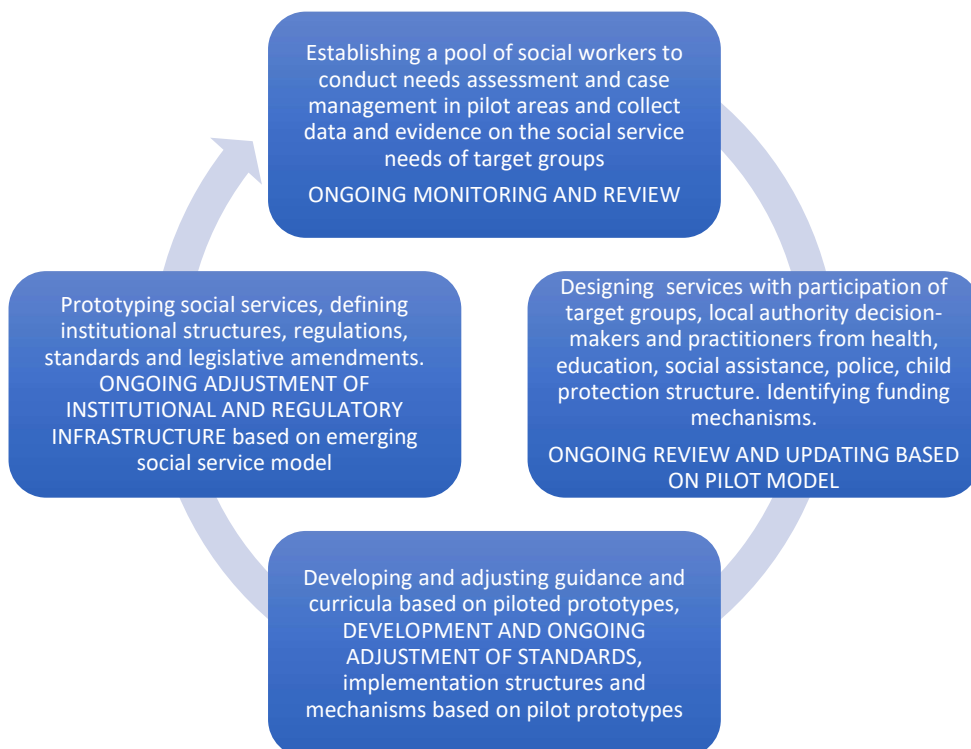 Establishing a pool of social workers to
conduct needs assessment and case
management in pilot areas and collect
data and evidence on the social service
needs of target groups
ONGOING MONITORING AND REVIEW
Designing  services with participation of
target groups, local authority decision-
makers and practitioners from health,
education, social assistance, police, child
protection structure. Identifying funding
mechanisms.
ONGOING REVIEW AND UPDATING BASED
ON PILOT MODEL
Developing and adjusting guidance and
curricula based on piloted prototypes,
DEVELOPMENT AND ONGOING
ADJUSTMENT OF STANDARDS,
implementation structures and
mechanisms based on pilot prototypes
Prototyping social services, defining
institutional structures, regulations,
standards and legislative amendments.
ONGOING ADJUSTMENT OF
INSTITUTIONAL AND REGULATORY
INFRASTRUCTURE based on emerging
social service model